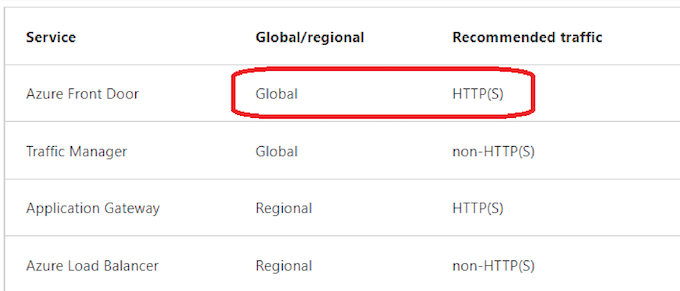 Service Global/regional Recommended traffic
Azure Front Door Global HTTP(S)
Traffic Manager Global non-HTTP(S)
Application Gateway Regional HTTP(S)
Azure Load Balancer Regional non-HTTP(S)